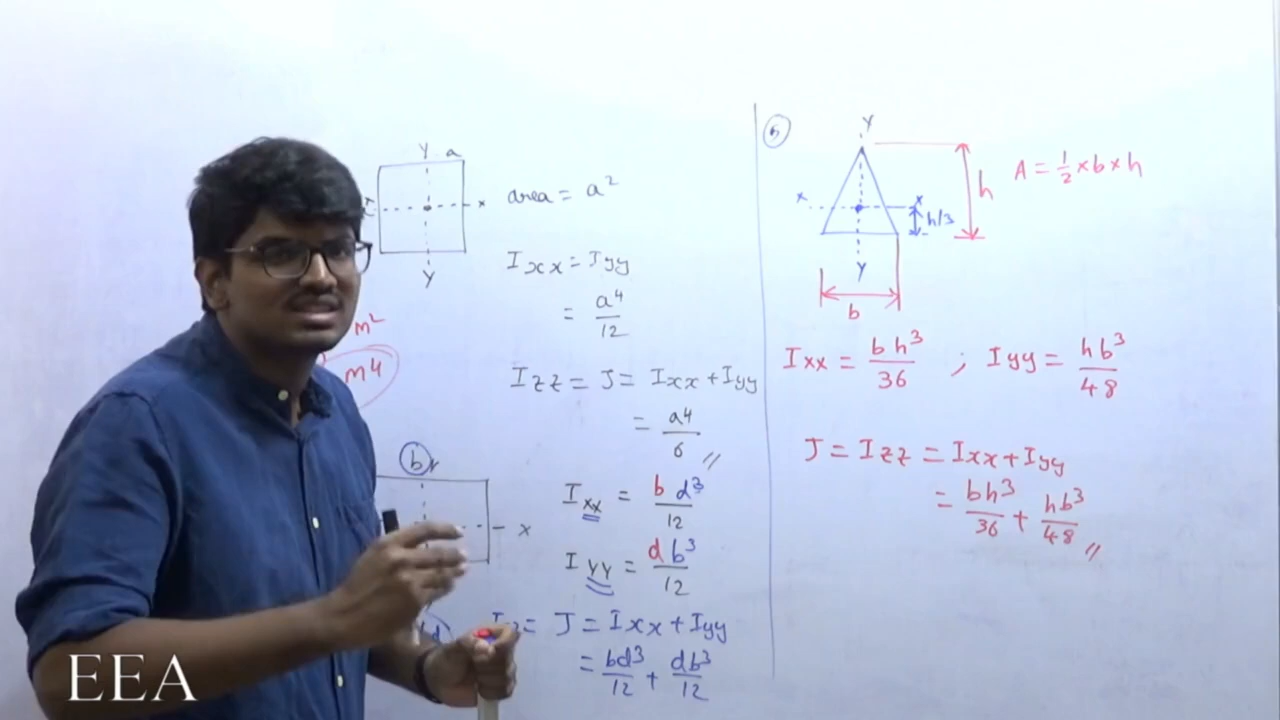 Y a
x
Y
area = a²
Ixx = Iyy
= a⁴/12
Izz = J = Ixx + Iyy
= a⁴/6 //
m²
m4
b
x
Ixx = bd³/12
Iyy = db³/12
= J = Ixx + Iyy
= bd³/12 + db³/12
d
5
Y
x x
h/3
h
Y
b
A = 1/2 × b × h
Ixx = bh³/36 ; Iyy = hb³/48
J = Izz = Ixx + Iyy
= bh³/36 + hb³/48 //
EEA